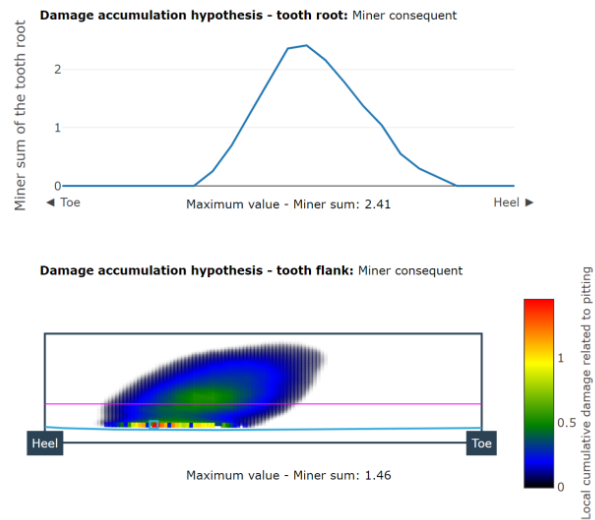 Damage accumulation hypothesis - tooth root: Miner consequent
Miner sum of the tooth root
2
1
0
◄ Toe
Heel ►
Maximum value - Miner sum: 2.41
Damage accumulation hypothesis - tooth flank: Miner consequent
Local cumulative damage related to pitting
1
0.5
0
Heel
Toe
Maximum value - Miner sum: 1.46